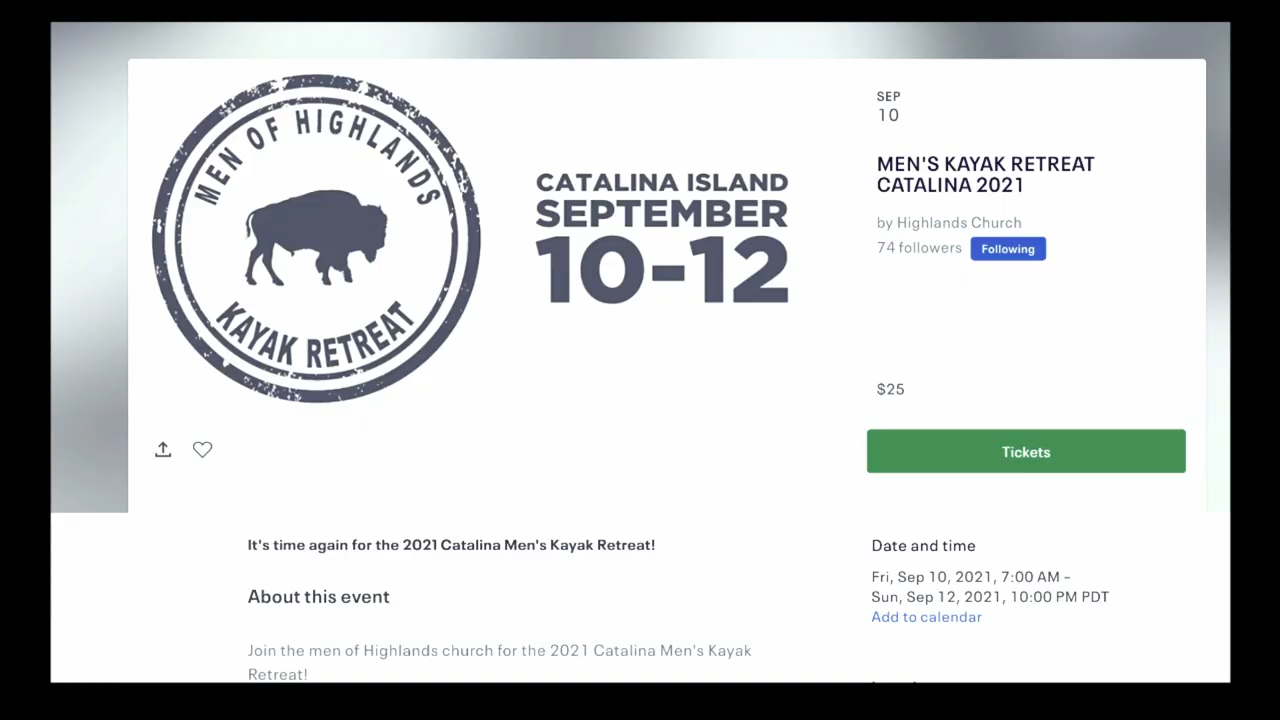 MEN OF HIGHLANDS
KAYAK RETREAT
CATALINA ISLAND
SEPTEMBER
10-12
SEP
10
MEN'S KAYAK RETREAT
CATALINA 2021
by Highlands Church
74 followers Following
$25
Tickets
It's time again for the 2021 Catalina Men's Kayak Retreat!
About this event
Join the men of Highlands church for the 2021 Catalina Men's Kayak
Retreat!
Date and time
Fri, Sep 10, 2021, 7:00 AM –
Sun, Sep 12, 2021, 10:00 PM PDT
Add to calendar